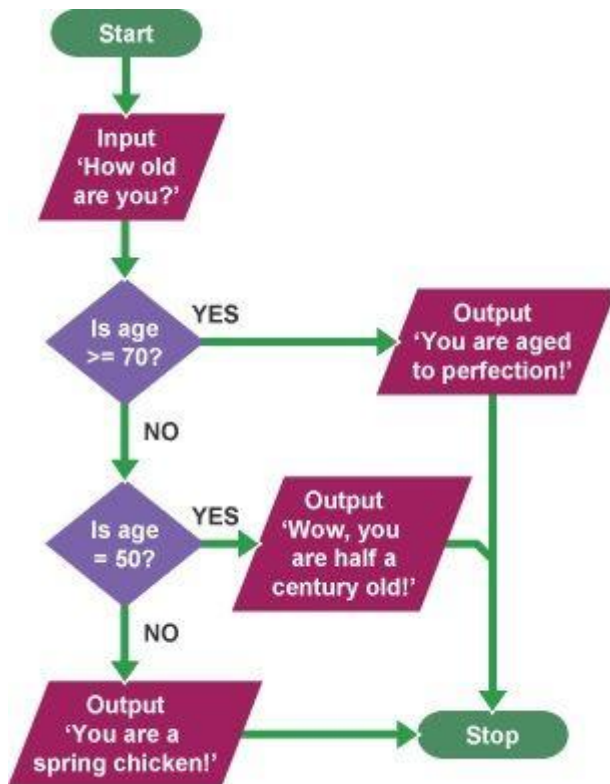 Start
Input
‘How old
are you?’
Is age
>= 70?
YES
Output
‘You are aged
to perfection!’
NO
Is age
= 50?
YES
Output
‘Wow, you
are half a
century old!’
NO
Output
‘You are a
spring chicken!’
Stop